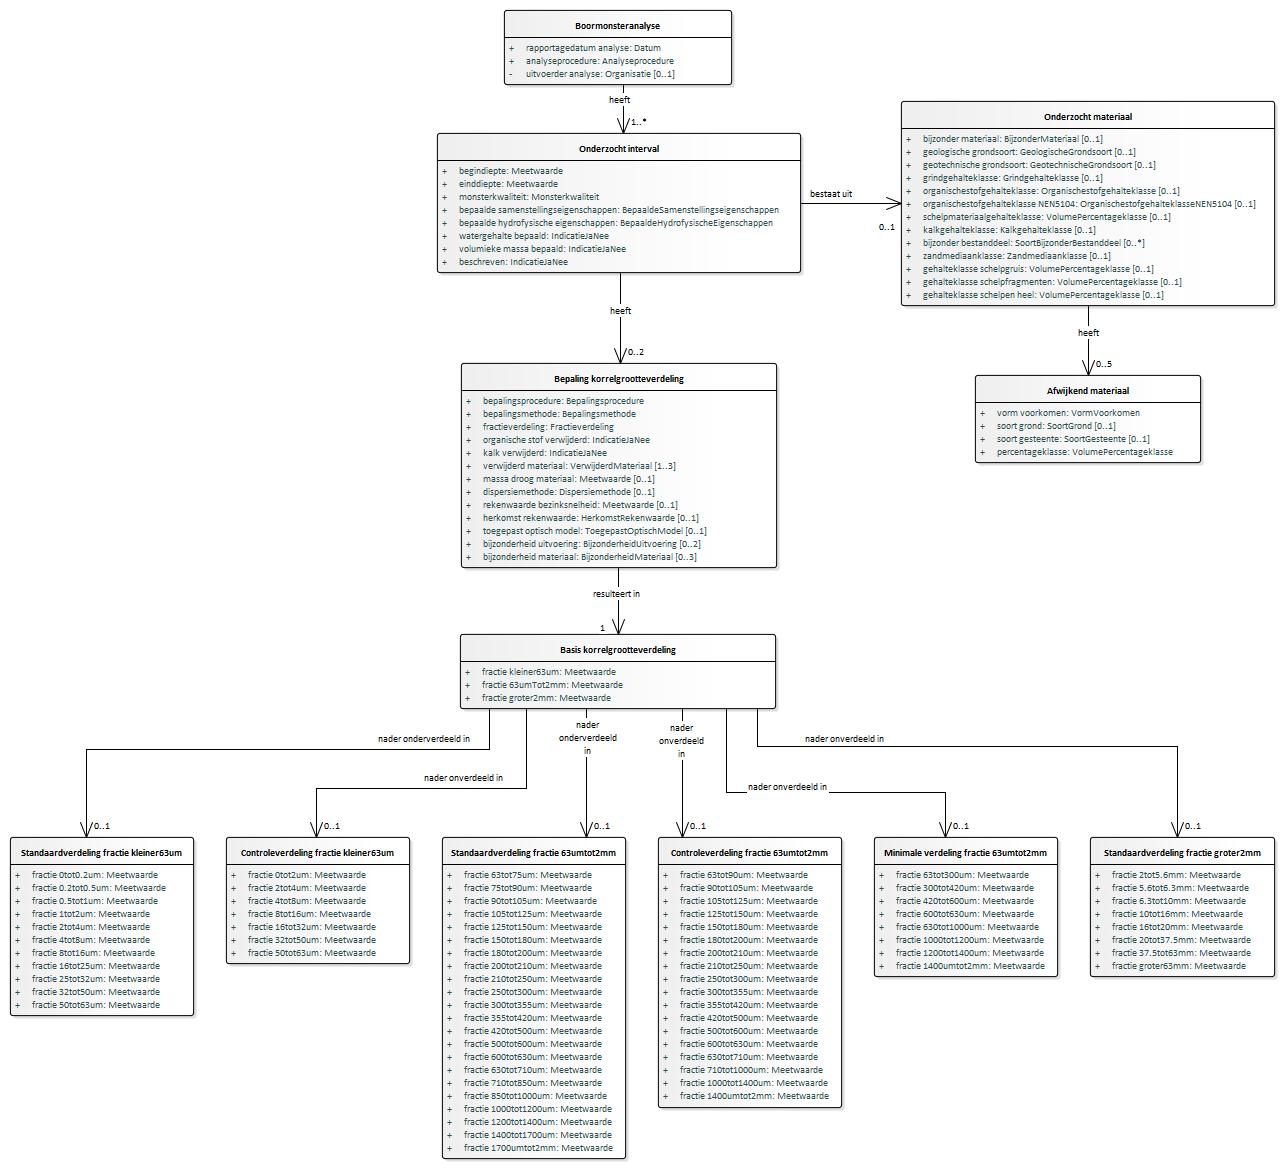 Boormonsteranalyse
+ rapportagedatum analyse: Datum
+ analyseprocedure: Analyseprocedure
- uitvoerder analyse: Organisatie [0..1]
heeft
1..*
Onderzocht interval
+ begindiepte: Meetwaarde
+ einddiepte: Meetwaarde
+ monsterkwaliteit: Monsterkwaliteit
+ bepaalde samenstellingseigenschappen: BepaaldeSamenstellingseigenschappen
+ bepaalde hydrofysische eigenschappen: BepaaldeHydrofysischeEigenschappen
+ watergehalte bepaald: IndicatieJaNee
+ volumieke massa bepaald: IndicatieJaNee
+ beschreven: IndicatieJaNee
bestaat uit
0..1
Onderzocht materiaal
+ bijzonder materiaal: BijzonderMateriaal [0..1]
+ geologische grondsoort: GeologischeGrondsoort [0..1]
+ geotechnische grondsoort: GeotechnischeGrondsoort [0..1]
+ grindgehalteklasse: Grindgehalteklasse [0..1]
+ organischestofgehalteklasse: Organischestofgehalteklasse [0..1]
+ organischestofgehalteklasse NEN5104: OrganischestofgehalteklasseNEN5104 [0..1]
+ schelpmateriaalgehalteklasse: VolumePercentageklasse [0..1]
+ kalkgehalteklasse: Kalkgehalteklasse [0..1]
+ bijzonder bestanddeel: SoortBijzonderBestanddeel [0..*]
+ zandmediaanklasse: Zandmediaanklasse [0..1]
+ gehalteklasse schelpgruis: VolumePercentageklasse [0..1]
+ gehalteklasse schelpfragmenten: VolumePercentageklasse [0..1]
+ gehalteklasse schelpen heel: VolumePercentageklasse [0..1]
heeft
0..5
Afwijkend materiaal
+ vorm voorkomen: VormVoorkomen
+ soort grond: SoortGrond [0..1]
+ soort gesteente: SoortGesteente [0..1]
+ percentageklasse: VolumePercentageklasse
heeft
0..2
Bepaling korrelgrootteverdeling
+ bepalingsprocedure: Bepalingsprocedure
+ bepalingsmethode: Bepalingsmethode
+ fractieverdeling: Fractieverdeling
+ organische stof verwijderd: IndicatieJaNee
+ kalk verwijderd: IndicatieJaNee
+ verwijderd materiaal: VerwijderdMateriaal [1..3]
+ massa droog materiaal: Meetwaarde [0..1]
+ dispersiemethode: Dispersiemethode [0..1]
+ rekenwaarde bezinksnelheid: Meetwaarde [0..1]
+ herkomst rekenwaarde: HerkomstRekenwaarde [0..1]
+ toegepast optisch model: ToegepastOptischModel [0..1]
+ bijzonderheid uitvoering: BijzonderheidUitvoering [0..2]
+ bijzonderheid materiaal: BijzonderheidMateriaal [0..3]
resulteert in
1
Basis korrelgrootteverdeling
+ fractie kleiner63um: Meetwaarde
+ fractie 63umTot2mm: Meetwaarde
+ fractie groter2mm: Meetwaarde
nader onderverdeeld in
0..1
nader onverdeeld in
0..1
nader
onderverdeeld
in
0..1
nader
onverdeeld
in
0..1
nader onverdeeld in
0..1
nader onverdeeld in
0..1
Standaardverdeling fractie kleiner63um
+ fractie 0tot0.2um: Meetwaarde
+ fractie 0.2tot0.5um: Meetwaarde
+ fractie 0.5tot1um: Meetwaarde
+ fractie 1tot2um: Meetwaarde
+ fractie 2tot4um: Meetwaarde
+ fractie 4tot8um: Meetwaarde
+ fractie 8tot16um: Meetwaarde
+ fractie 16tot25um: Meetwaarde
+ fractie 25tot32um: Meetwaarde
+ fractie 32tot50um: Meetwaarde
+ fractie 50tot63um: Meetwaarde
Controleverdeling fractie kleiner63um
+ fractie 0tot2um: Meetwaarde
+ fractie 2tot4um: Meetwaarde
+ fractie 4tot8um: Meetwaarde
+ fractie 8tot16um: Meetwaarde
+ fractie 16tot32um: Meetwaarde
+ fractie 32tot50um: Meetwaarde
+ fractie 50tot63um: Meetwaarde
Standaardverdeling fractie 63umtot2mm
+ fractie 63tot75um: Meetwaarde
+ fractie 75tot90um: Meetwaarde
+ fractie 90tot105um: Meetwaarde
+ fractie 105tot125um: Meetwaarde
+ fractie 125tot150um: Meetwaarde
+ fractie 150tot180um: Meetwaarde
+ fractie 180tot200um: Meetwaarde
+ fractie 200tot210um: Meetwaarde
+ fractie 210tot250um: Meetwaarde
+ fractie 250tot300um: Meetwaarde
+ fractie 300tot355um: Meetwaarde
+ fractie 355tot420um: Meetwaarde
+ fractie 420tot500um: Meetwaarde
+ fractie 500tot600um: Meetwaarde
+ fractie 600tot630um: Meetwaarde
+ fractie 630tot710um: Meetwaarde
+ fractie 710tot850um: Meetwaarde
+ fractie 850tot1000um: Meetwaarde
+ fractie 1000tot1200um: Meetwaarde
+ fractie 1200tot1400um: Meetwaarde
+ fractie 1400tot1700um: Meetwaarde
+ fractie 1700umtot2mm: Meetwaarde
Controleverdeling fractie 63umtot2mm
+ fractie 63tot90um: Meetwaarde
+ fractie 90tot105um: Meetwaarde
+ fractie 105tot125um: Meetwaarde
+ fractie 125tot150um: Meetwaarde
+ fractie 150tot180um: Meetwaarde
+ fractie 180tot200um: Meetwaarde
+ fractie 200tot210um: Meetwaarde
+ fractie 210tot250um: Meetwaarde
+ fractie 250tot300um: Meetwaarde
+ fractie 300tot355um: Meetwaarde
+ fractie 355tot420um: Meetwaarde
+ fractie 420tot500um: Meetwaarde
+ fractie 500tot600um: Meetwaarde
+ fractie 600tot630um: Meetwaarde
+ fractie 630tot710um: Meetwaarde
+ fractie 710tot1000um: Meetwaarde
+ fractie 1000tot1400um: Meetwaarde
+ fractie 1400umtot2mm: Meetwaarde
Minimale verdeling fractie 63umtot2mm
+ fractie 63tot300um: Meetwaarde
+ fractie 300tot420um: Meetwaarde
+ fractie 420tot600um: Meetwaarde
+ fractie 600tot630um: Meetwaarde
+ fractie 630tot1000um: Meetwaarde
+ fractie 1000tot1200um: Meetwaarde
+ fractie 1200tot1400um: Meetwaarde
+ fractie 1400umtot2mm: Meetwaarde
Standaardverdeling fractie groter2mm
+ fractie 2tot5.6mm: Meetwaarde
+ fractie 5.6tot6.3mm: Meetwaarde
+ fractie 6.3tot10mm: Meetwaarde
+ fractie 10tot16mm: Meetwaarde
+ fractie 16tot20mm: Meetwaarde
+ fractie 20tot37.5mm: Meetwaarde
+ fractie 37.5tot63mm: Meetwaarde
+ fractie groter63mm: Meetwaarde